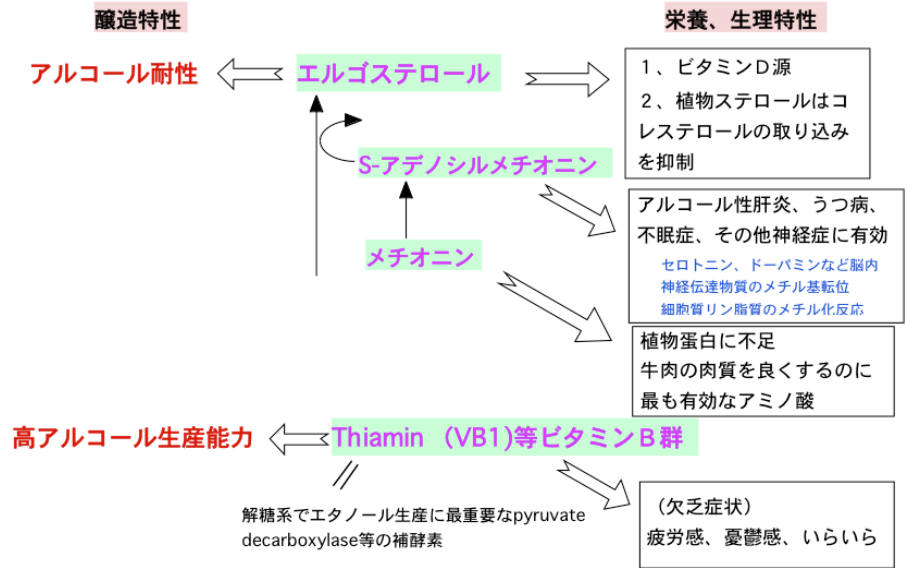 醸造特性
栄養、生理特性
アルコール耐性
エルゴステロール
１、ビタミンＤ源
２、植物ステロールはコ
レステロールの取り込み
を抑制
S-アデノシルメチオニン
アルコール性肝炎、うつ病、
不眠症、その他神経症に有効
セロトニン、ドーパミンなど脳内
神経伝達物質のメチル基転位
細胞質リン脂質のメチル化反応
メチオニン
植物蛋白に不足
牛肉の肉質を良くするのに
最も有効なアミノ酸
高アルコール生産能力
Thiamin （VB1)等ビタミンＢ群
解糖系でエタノール生産に最重要なpyruvate
decarboxylase等の補酵素
（欠乏症状）
疲労感、憂鬱感、いらいら